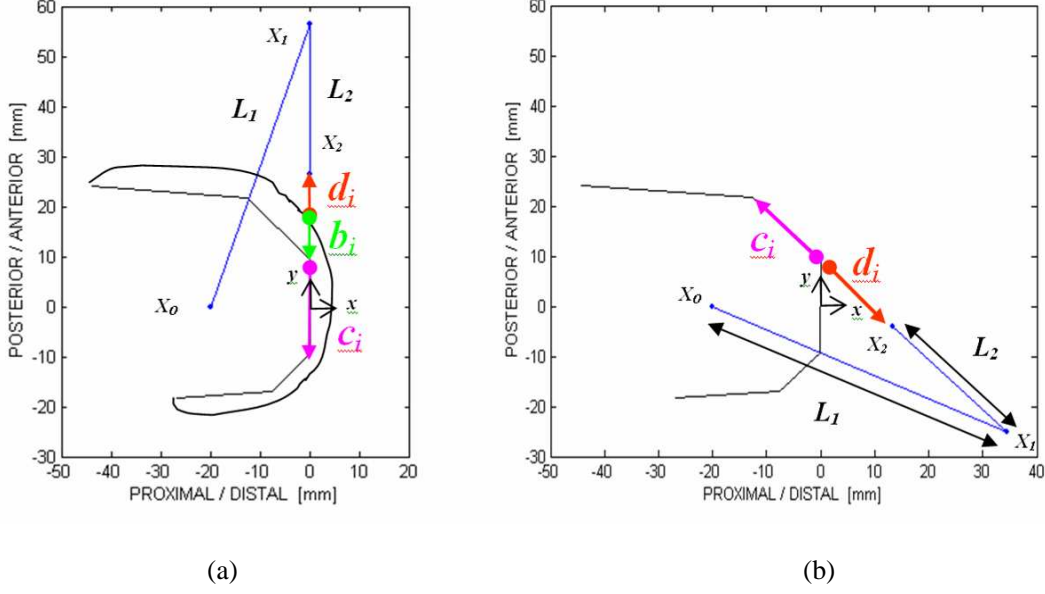 60
50
40
30
20
10
0
-10
-20
-30
-50 -40 -30 -20 -10 0 10 20
POSTERIOR / ANTERIOR [mm]
PROXIMAL / DISTAL [mm]
X1
L1
L2
X2
di
bi
y
x
XO
ci
60
50
40
30
20
10
0
-10
-20
-30
-50 -40 -30 -20 -10 0 10 20 30 40
POSTERIOR / ANTERIOR [mm]
PROXIMAL / DISTAL [mm]
ci
di
y
x
XO
X2
L2
L1
X1
(a)
(b)